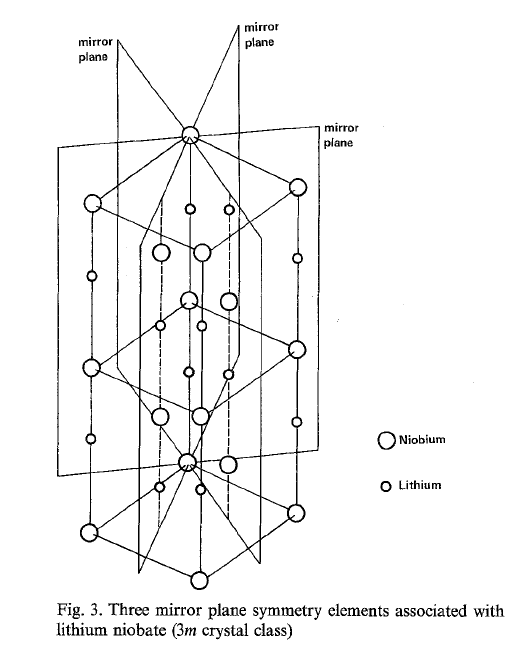 mirror
plane
mirror
plane
mirror
plane
Niobium
Lithium
Fig. 3. Three mirror plane symmetry elements associated with
lithium niobate (3m crystal class)